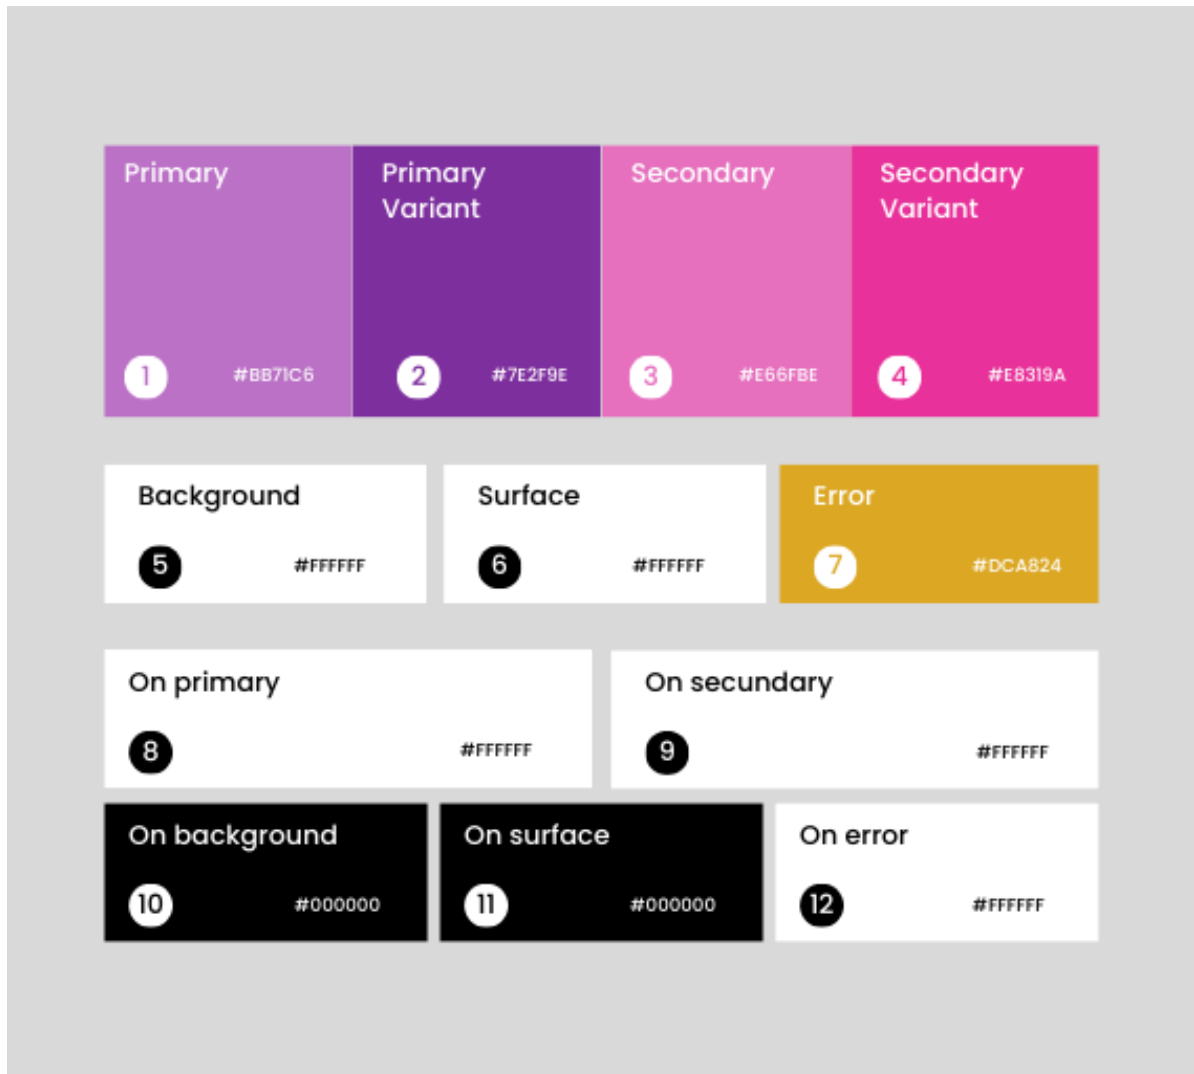 Primary
1
#BB71C6
Primary
Variant
2
#7E2F9E
Secondary
3
#E66FBE
Secondary
Variant
4
#E8319A
Background
5
#FFFFFF
Surface
6
#FFFFFF
Error
7
#DCA824
On primary
8
#FFFFFF
On secundary
9
#FFFFFF
On background
10
#000000
On surface
11
#000000
On error
12
#FFFFFF